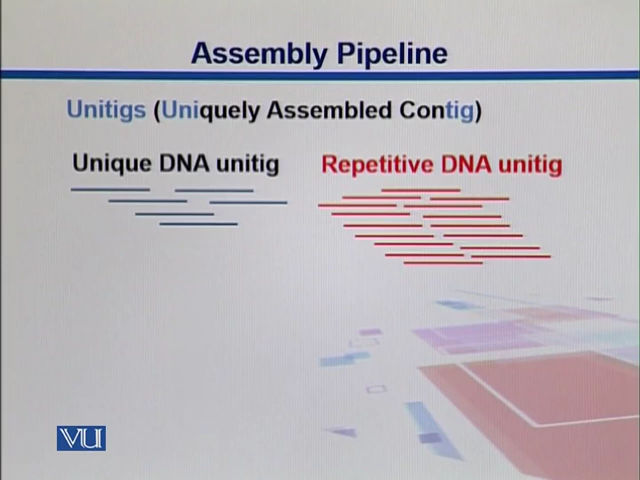 Assembly Pipeline
Unitigs (Uniquely Assembled Contig)
Unique DNA unitig
Repetitive DNA unitig
VU